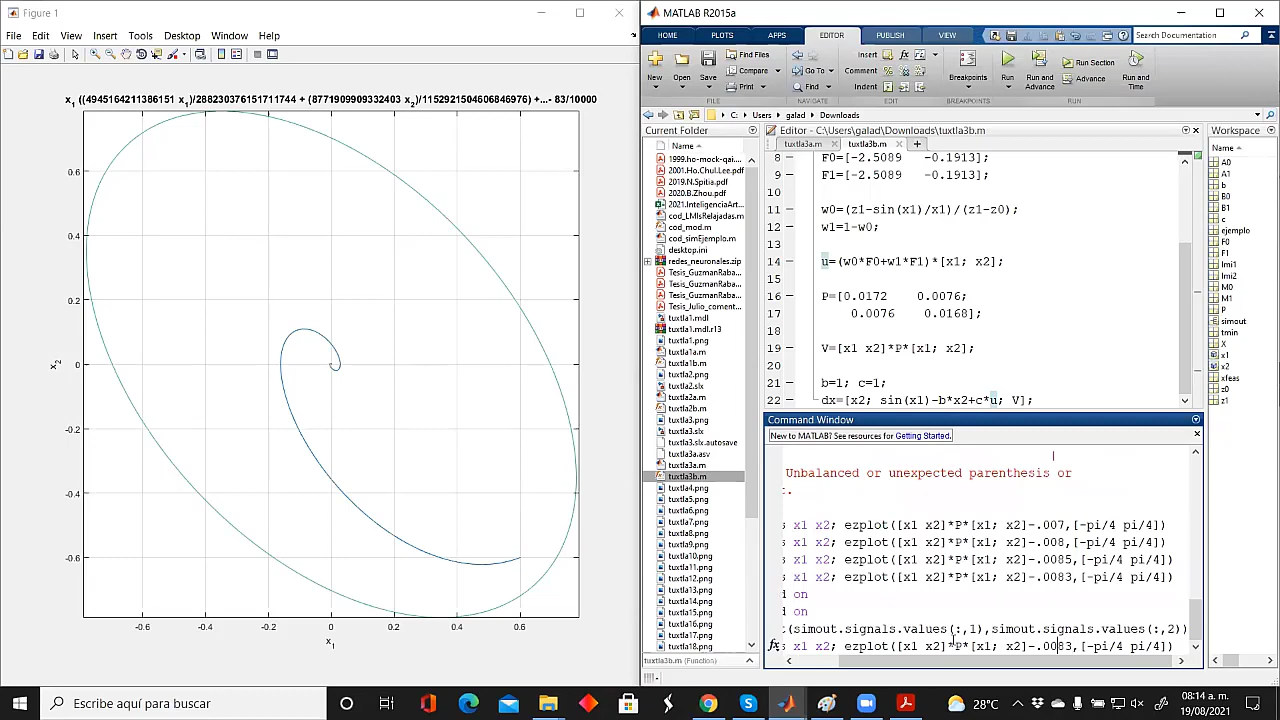 Figure 1
File Edit View Insert Tools Desktop Window Help
x1 ((4945164211386151 x1)/288230376151711744 + (8771909909332403 x2)/1152921504606846976) +...- 83/10000
0.6
0.4
0.2
0
-0.2
-0.4
-0.6
x2
-0.6 -0.4 -0.2 0 0.2 0.4 0.6
x1
MATLAB R2015a
HOME PLOTS APPS EDITOR PUBLISH VIEW
Search Documentation
New Open Save
Find Files
Compare
Print
Go To
Find
Insert
Comment
Indent
Breakpoints
Run
Run and Advance
Run Section
Advance
Run and Time
FILE NAVIGATE EDIT BREAKPOINTS RUN
C: Users galad Downloads
Current Folder
Name
1999.ho-mock-qai....
2001.Ho.Chul.Lee.pdf
2019.N.Spitia.pdf
2020.B.Zhou.pdf
2021.InteligenciaArt...
cod_LMIsRelajadas.m
cod_mod.m
cod_simEjemplo.m
desktop.ini
redes_neuronales.zip
Tesis_GuzmanRaba...
Tesis_GuzmanRaba...
Tesis_GuzmanRaba...
Tesis_Julio_coment...
tuxtla1.mdl
tuxtla1.mdl.r13
tuxtla1.png
tuxtla1a.m
tuxtla1b.m
tuxtla2.png
tuxtla2.slx
tuxtla2a.m
tuxtla2b.m
tuxtla3.png
tuxtla3.slx
tuxtla3.slx.autosave
tuxtla3a.asv
tuxtla3a.m
tuxtla3b.m
tuxtla4.png
tuxtla5.png
tuxtla6.png
tuxtla7.png
tuxtla8.png
tuxtla9.png
tuxtla10.png
tuxtla11.png
tuxtla12.png
tuxtla13.png
tuxtla14.png
tuxtla15.png
tuxtla16.png
tuxtla17.png
tuxtla18.png
tuxtla3b.m (Function)
Editor - C:\Users\galad\Downloads\tuxtla3b.m
tuxtla3a.m tuxtla3b.m
8 F0=[-2.5089 -0.1913];
9 F1=[-2.5089 -0.1913];
10
11 w0=(z1-sin(x1)/x1)/(z1-z0);
12 w1=1-w0;
13
14 u=(w0*F0+w1*F1)*[x1; x2];
15
16 P=[0.0172 0.0076;
17 0.0076 0.0168];
18
19 V=[x1 x2]*P*[x1; x2];
20
21 b=1; c=1;
22 dx=[x2; sin(x1)-b*x2+c*u; V];
Command Window
New to MATLAB? See resources for Getting Started.
|
Unbalanced or unexpected parenthesis or
t.
s x1 x2; ezplot([x1 x2]*P*[x1; x2]-.007,[-pi/4 pi/4])
s x1 x2; ezplot([x1 x2]*P*[x1; x2]-.008,[-pi/4 pi/4])
s x1 x2; ezplot([x1 x2]*P*[x1; x2]-.0085,[-pi/4 pi/4])
s x1 x2; ezplot([x1 x2]*P*[x1; x2]-.0083,[-pi/4 pi/4])
d on
d on
t(simout.signals.values(:,1),simout.signals.values(:,2))
fx s x1 x2; ezplot([x1 x2]*P*[x1; x2]-.0083,[-pi/4 pi/4])
Workspace
Name
A0
A1
b
B0
B1
c
ejemplo
F0
F1
lmi1
lmi2
M0
M1
P
simout
tmin
X
x1
x2
xfeas
z0
z1
Escribe aquí para buscar
28°C
08:14 a. m.
19/08/2021